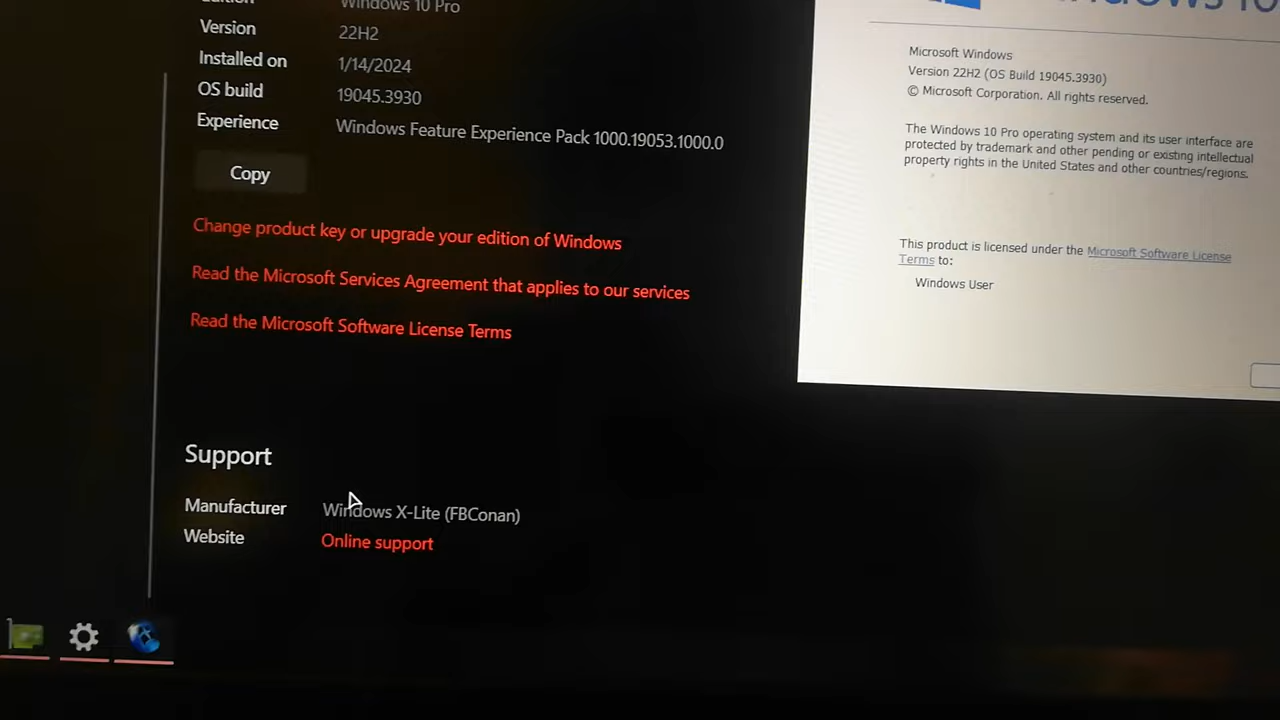 Windows 10 Pro
Version 22H2
Installed on 1/14/2024
OS build 19045.3930
Experience Windows Feature Experience Pack 1000.19053.1000.0
Copy
Change product key or upgrade your edition of Windows
Read the Microsoft Services Agreement that applies to our services
Read the Microsoft Software License Terms
Support
Manufacturer Windows X-Lite (FBConan)
Website Online support
Microsoft Windows
Version 22H2 (OS Build 19045.3930)
© Microsoft Corporation. All rights reserved.
The Windows 10 Pro operating system and its user interface are
protected by trademark and other pending or existing intellectual
property rights in the United States and other countries/regions.
This product is licensed under the Microsoft Software License
Terms to:
Windows User